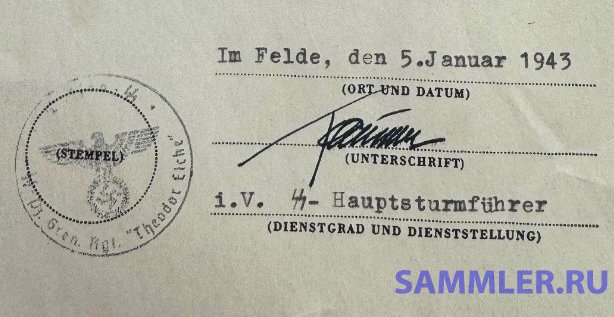 Im Felde, den 5.Januar 1943
(ORT UND DATUM)
(UNTERSCHRIFT)
i.V. ᛋᛋ- Hauptsturmführer
(DIENSTGRAD UND DIENSTSTELLUNG)
(STEMPEL)
Gren. Rgt. "Theodor Eicke"
SAMMLER.RU